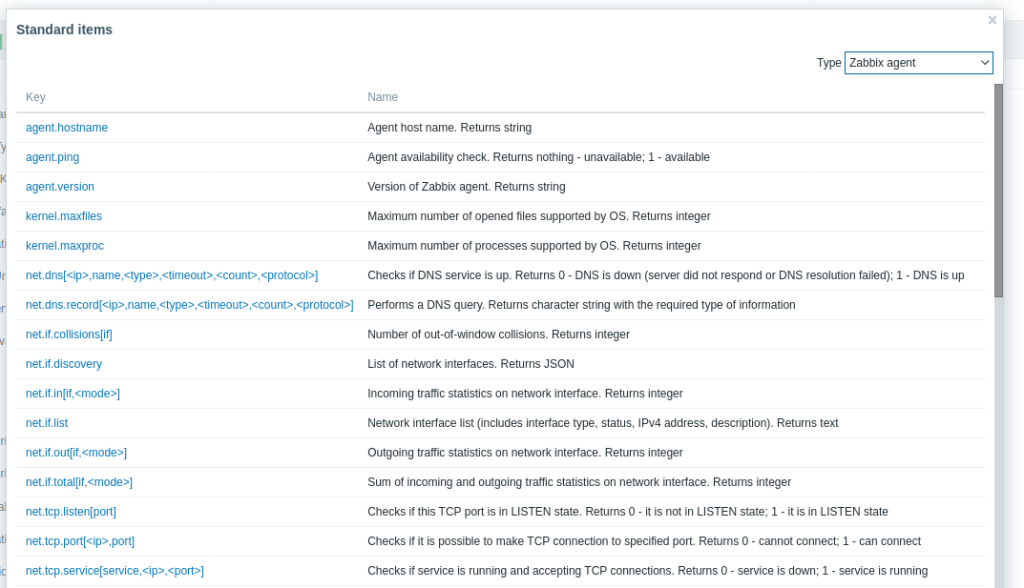 Standard items
×
Type Zabbix agent
Key Name
agent.hostname Agent host name. Returns string
agent.ping Agent availability check. Returns nothing - unavailable; 1 - available
agent.version Version of Zabbix agent. Returns string
kernel.maxfiles Maximum number of opened files supported by OS. Returns integer
kernel.maxproc Maximum number of processes supported by OS. Returns integer
net.dns[<ip>,name,<type>,<timeout>,<count>,<protocol>] Checks if DNS service is up. Returns 0 - DNS is down (server did not respond or DNS resolution failed); 1 - DNS is up
net.dns.record[<ip>,name,<type>,<timeout>,<count>,<protocol>] Performs a DNS query. Returns character string with the required type of information
net.if.collisions[if] Number of out-of-window collisions. Returns integer
net.if.discovery List of network interfaces. Returns JSON
net.if.in[if,<mode>] Incoming traffic statistics on network interface. Returns integer
net.if.list Network interface list (includes interface type, status, IPv4 address, description). Returns text
net.if.out[if,<mode>] Outgoing traffic statistics on network interface. Returns integer
net.if.total[if,<mode>] Sum of incoming and outgoing traffic statistics on network interface. Returns integer
net.tcp.listen[port] Checks if this TCP port is in LISTEN state. Returns 0 - it is not in LISTEN state; 1 - it is in LISTEN state
net.tcp.port[<ip>,port] Checks if it is possible to make TCP connection to specified port. Returns 0 - cannot connect; 1 - can connect
net.tcp.service[service,<ip>,<port>] Checks if service is running and accepting TCP connections. Returns 0 - service is down; 1 - service is running